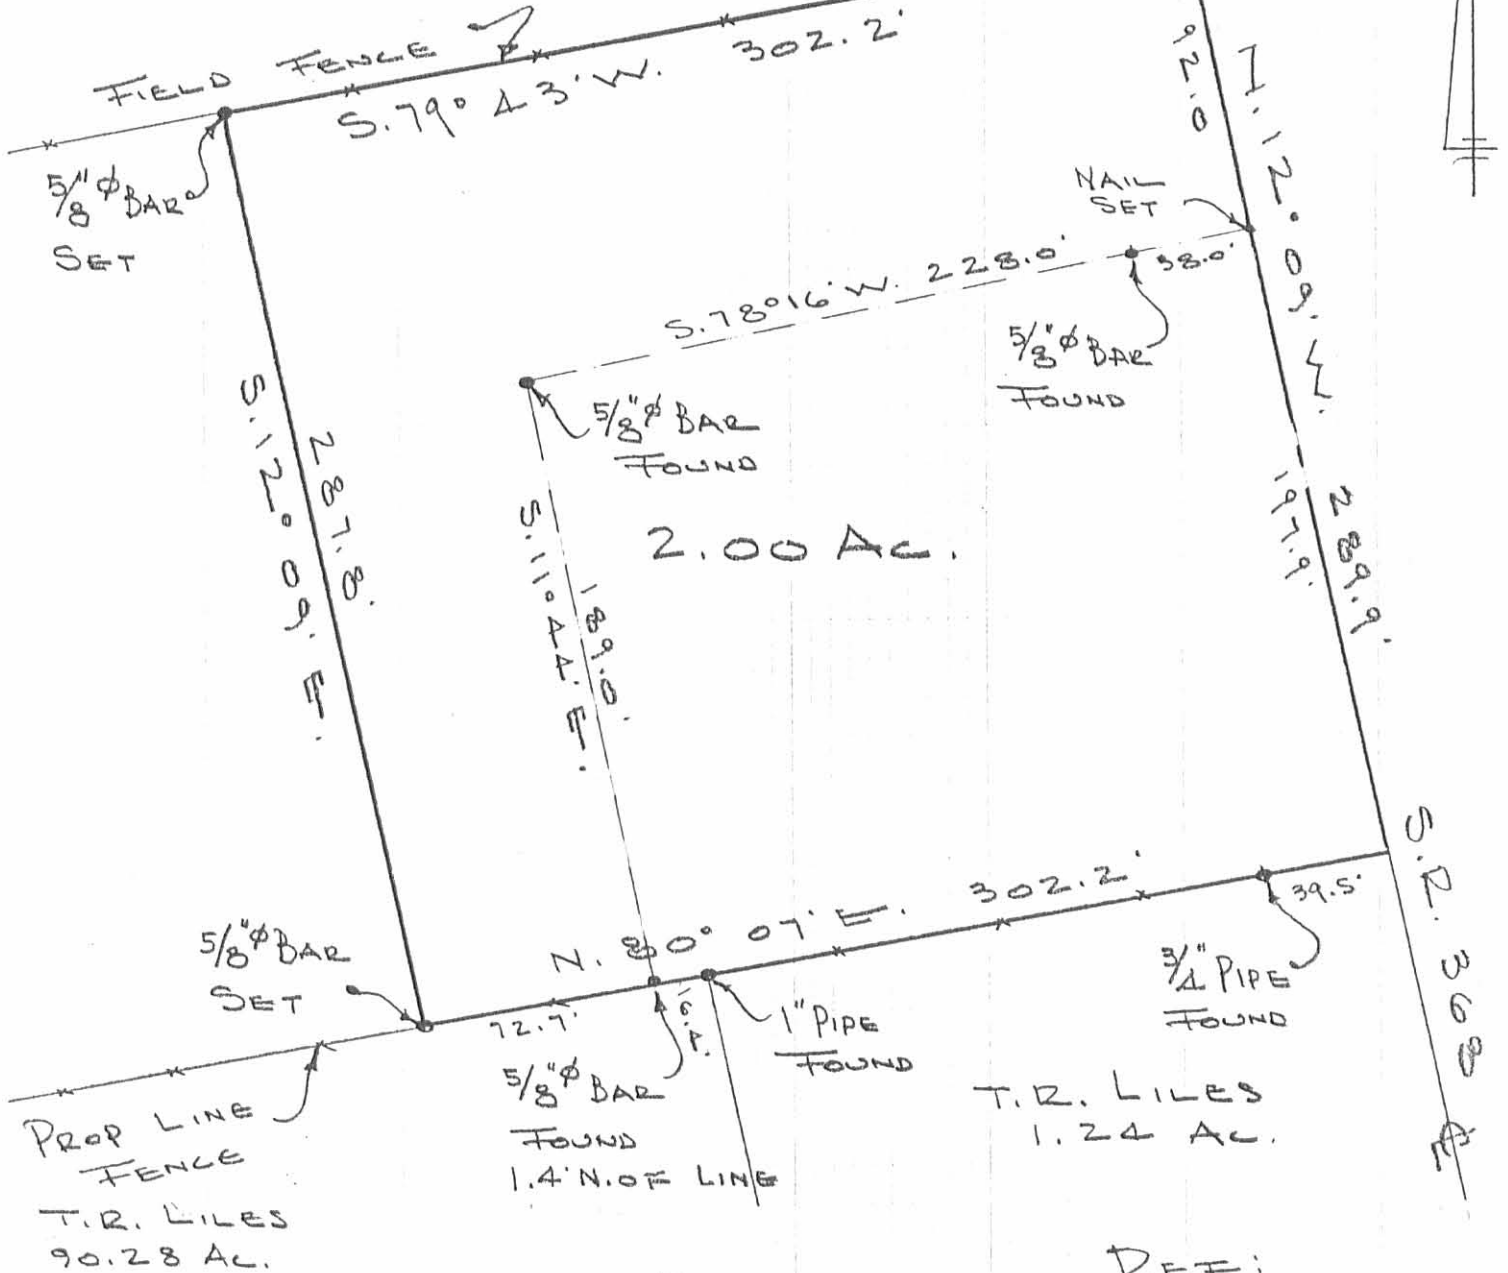 FIELD FENCE
S. 79° 43' W.
302.2'
92.0
N. 12° 09' W.
5/8" ϕ BAR
SET
NAIL
SET
S. 78° 16' W. 228.0'
38.0'
5/8" ϕ BAR
FOUND
5/8" ϕ BAR
FOUND
S. 12° 09' E.
287.8'
S. 11° 44' E.
189.0'
2.00 AC.
197.9'
289.9'
S.R. 368
℄
N. 80° 07' E. 302.2'
39.5'
5/8" ϕ BAR
SET
72.7'
16.4'
3/4" PIPE
FOUND
1" PIPE
FOUND
5/8" ϕ BAR
FOUND
1.4' N. OF LINE
T.R. LILES
1.24 AC.
PROP LINE
FENCE
T.R. LILES
90.28 AC.